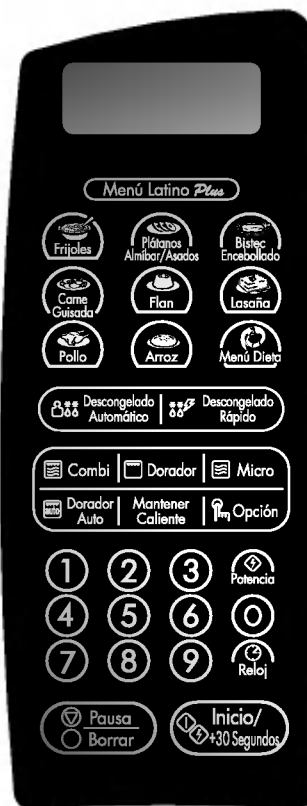 Menú Latino Plus
Frijoles
Plátanos
Almíbar/Asados
Bistec
Encebollado
Carne
Guisada
Flan
Lasaña
Pollo
Arroz
Menú Dieta
Descongelado
Automático
Descongelado
Rápido
Combi
Dorador
Micro
auto
Dorador
Auto
Mantener
Caliente
Opción
1 2 3
Potencia
4 5 6 0
7 8 9
Reloj
Pausa
Borrar
Inicio/
+30 Segundos